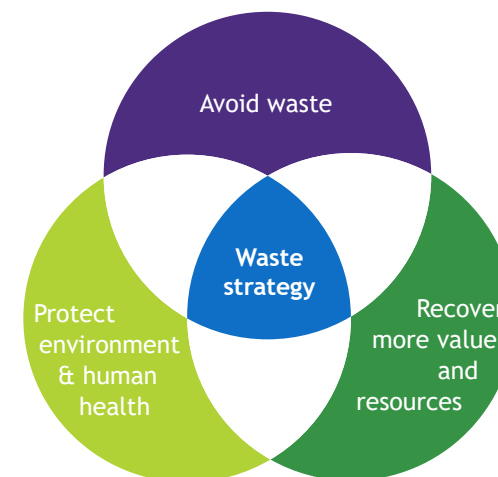 Avoid waste
Waste
strategy
Protect
environment
& human
health
Recover
more value
and
resources